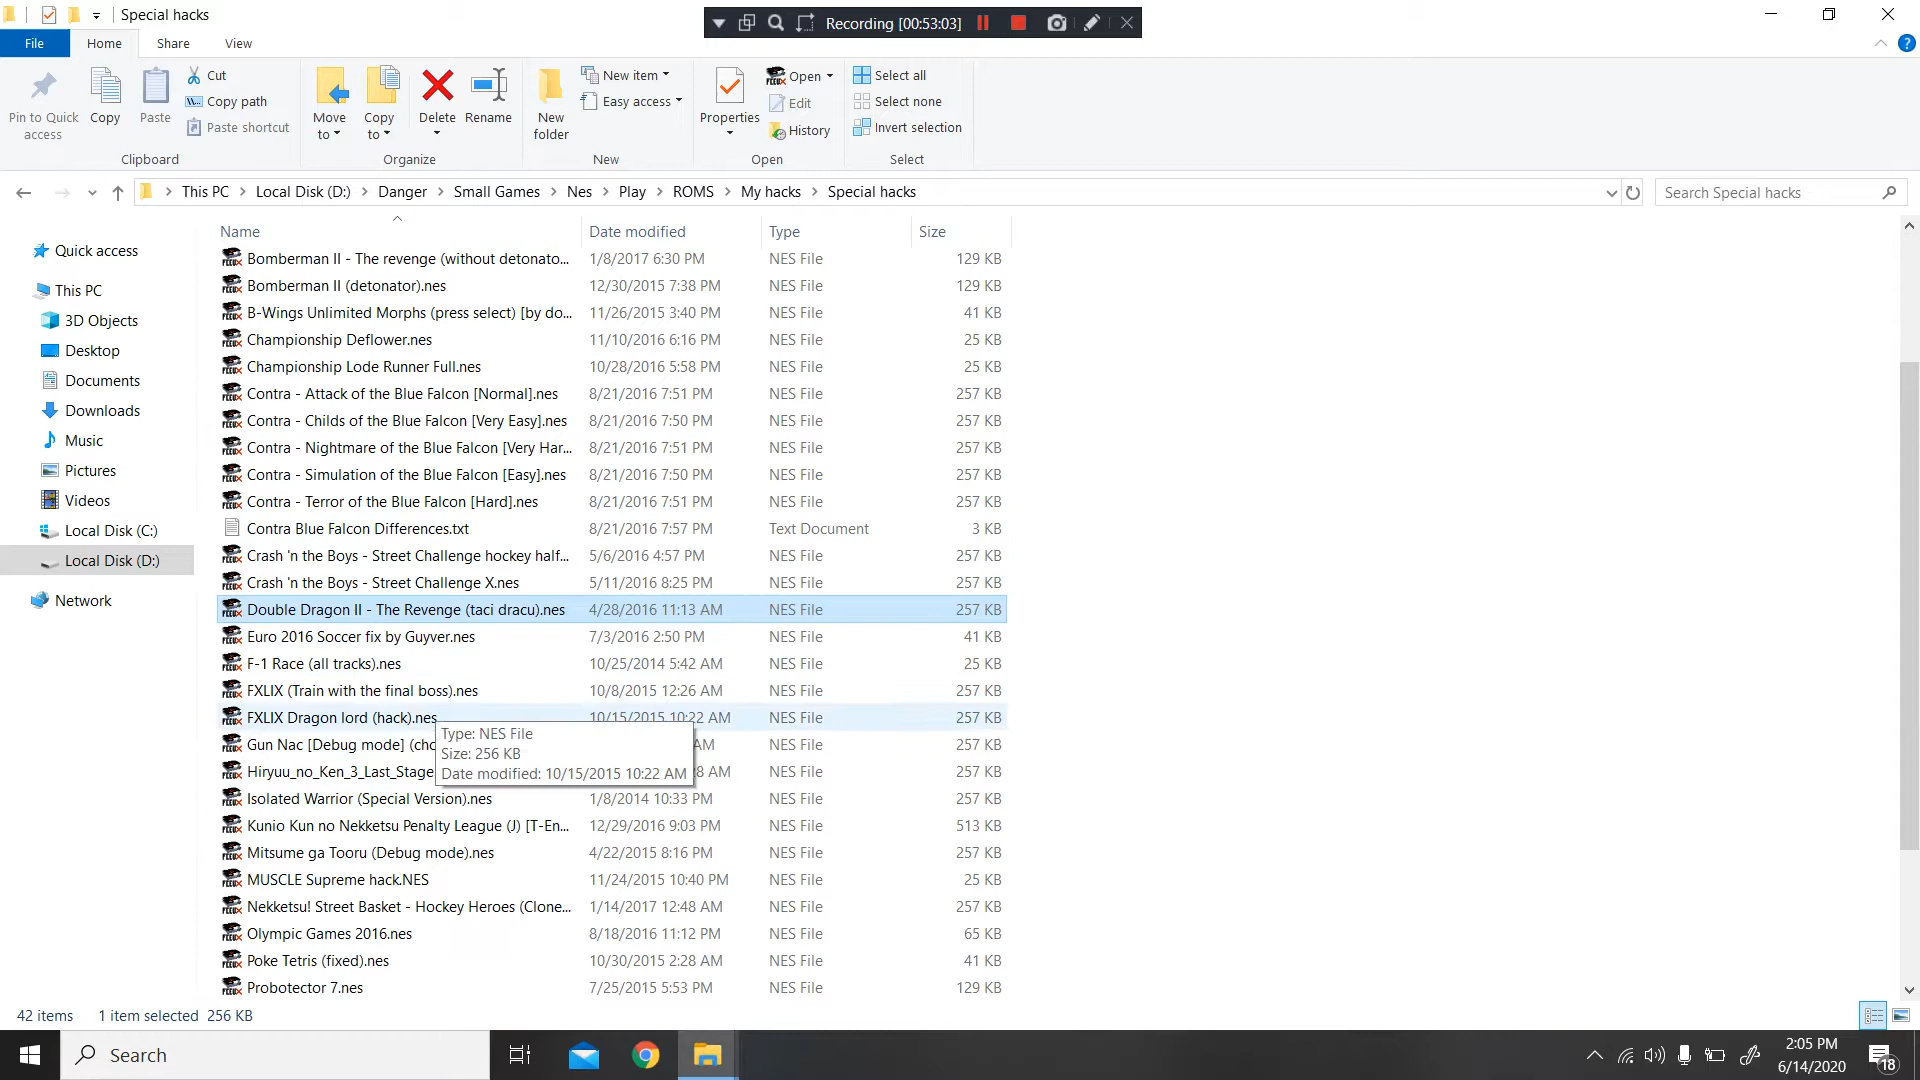 Special hacks
Recording [00:53:03]
File
Home
Share
View
Pin to Quick access
Copy
Paste
Cut
Copy path
Paste shortcut
Clipboard
Move to
Copy to
Delete
Rename
Organize
New folder
New item
Easy access
New
Properties
Open
Edit
History
Open
Select all
Select none
Invert selection
Select
This PC > Local Disk (D:) > Danger > Small Games > Nes > Play > ROMS > My hacks > Special hacks
Search Special hacks
Quick access
This PC
3D Objects
Desktop
Documents
Downloads
Music
Pictures
Videos
Local Disk (C:)
Local Disk (D:)
Network
Name Date modified Type Size
Bomberman II - The revenge (without detonato... 1/8/2017 6:30 PM NES File 129 KB
Bomberman II (detonator).nes 12/30/2015 7:38 PM NES File 129 KB
B-Wings Unlimited Morphs (press select) [by do... 11/26/2015 3:40 PM NES File 41 KB
Championship Deflower.nes 11/10/2016 6:16 PM NES File 25 KB
Championship Lode Runner Full.nes 10/28/2016 5:58 PM NES File 25 KB
Contra - Attack of the Blue Falcon [Normal].nes 8/21/2016 7:51 PM NES File 257 KB
Contra - Childs of the Blue Falcon [Very Easy].nes 8/21/2016 7:50 PM NES File 257 KB
Contra - Nightmare of the Blue Falcon [Very Har... 8/21/2016 7:51 PM NES File 257 KB
Contra - Simulation of the Blue Falcon [Easy].nes 8/21/2016 7:50 PM NES File 257 KB
Contra - Terror of the Blue Falcon [Hard].nes 8/21/2016 7:51 PM NES File 257 KB
Contra Blue Falcon Differences.txt 8/21/2016 7:57 PM Text Document 3 KB
Crash 'n the Boys - Street Challenge hockey half... 5/6/2016 4:57 PM NES File 257 KB
Crash 'n the Boys - Street Challenge X.nes 5/11/2016 8:25 PM NES File 257 KB
Double Dragon II - The Revenge (taci dracu).nes 4/28/2016 11:13 AM NES File 257 KB
Euro 2016 Soccer fix by Guyver.nes 7/3/2016 2:50 PM NES File 41 KB
F-1 Race (all tracks).nes 10/25/2014 5:42 AM NES File 25 KB
FXLIX (Train with the final boss).nes 10/8/2015 12:26 AM NES File 257 KB
FXLIX Dragon lord (hack).nes 10/15/2015 10:22 AM NES File 257 KB
Gun Nac [Debug mode] (cho AM NES File 257 KB
Hiryuu_no_Ken_3_Last_Stage 8 AM NES File 257 KB
Type: NES File
Size: 256 KB
Date modified: 10/15/2015 10:22 AM
Isolated Warrior (Special Version).nes 1/8/2014 10:33 PM NES File 257 KB
Kunio Kun no Nekketsu Penalty League (J) [T-En... 12/29/2016 9:03 PM NES File 513 KB
Mitsume ga Tooru (Debug mode).nes 4/22/2015 8:16 PM NES File 257 KB
MUSCLE Supreme hack.NES 11/24/2015 10:40 PM NES File 25 KB
Nekketsu! Street Basket - Hockey Heroes (Clone... 1/14/2017 12:48 AM NES File 257 KB
Olympic Games 2016.nes 8/18/2016 11:12 PM NES File 65 KB
Poke Tetris (fixed).nes 10/30/2015 2:28 AM NES File 41 KB
Probotector 7.nes 7/25/2015 5:53 PM NES File 129 KB
42 items 1 item selected 256 KB
Search
2:05 PM
6/14/2020
18